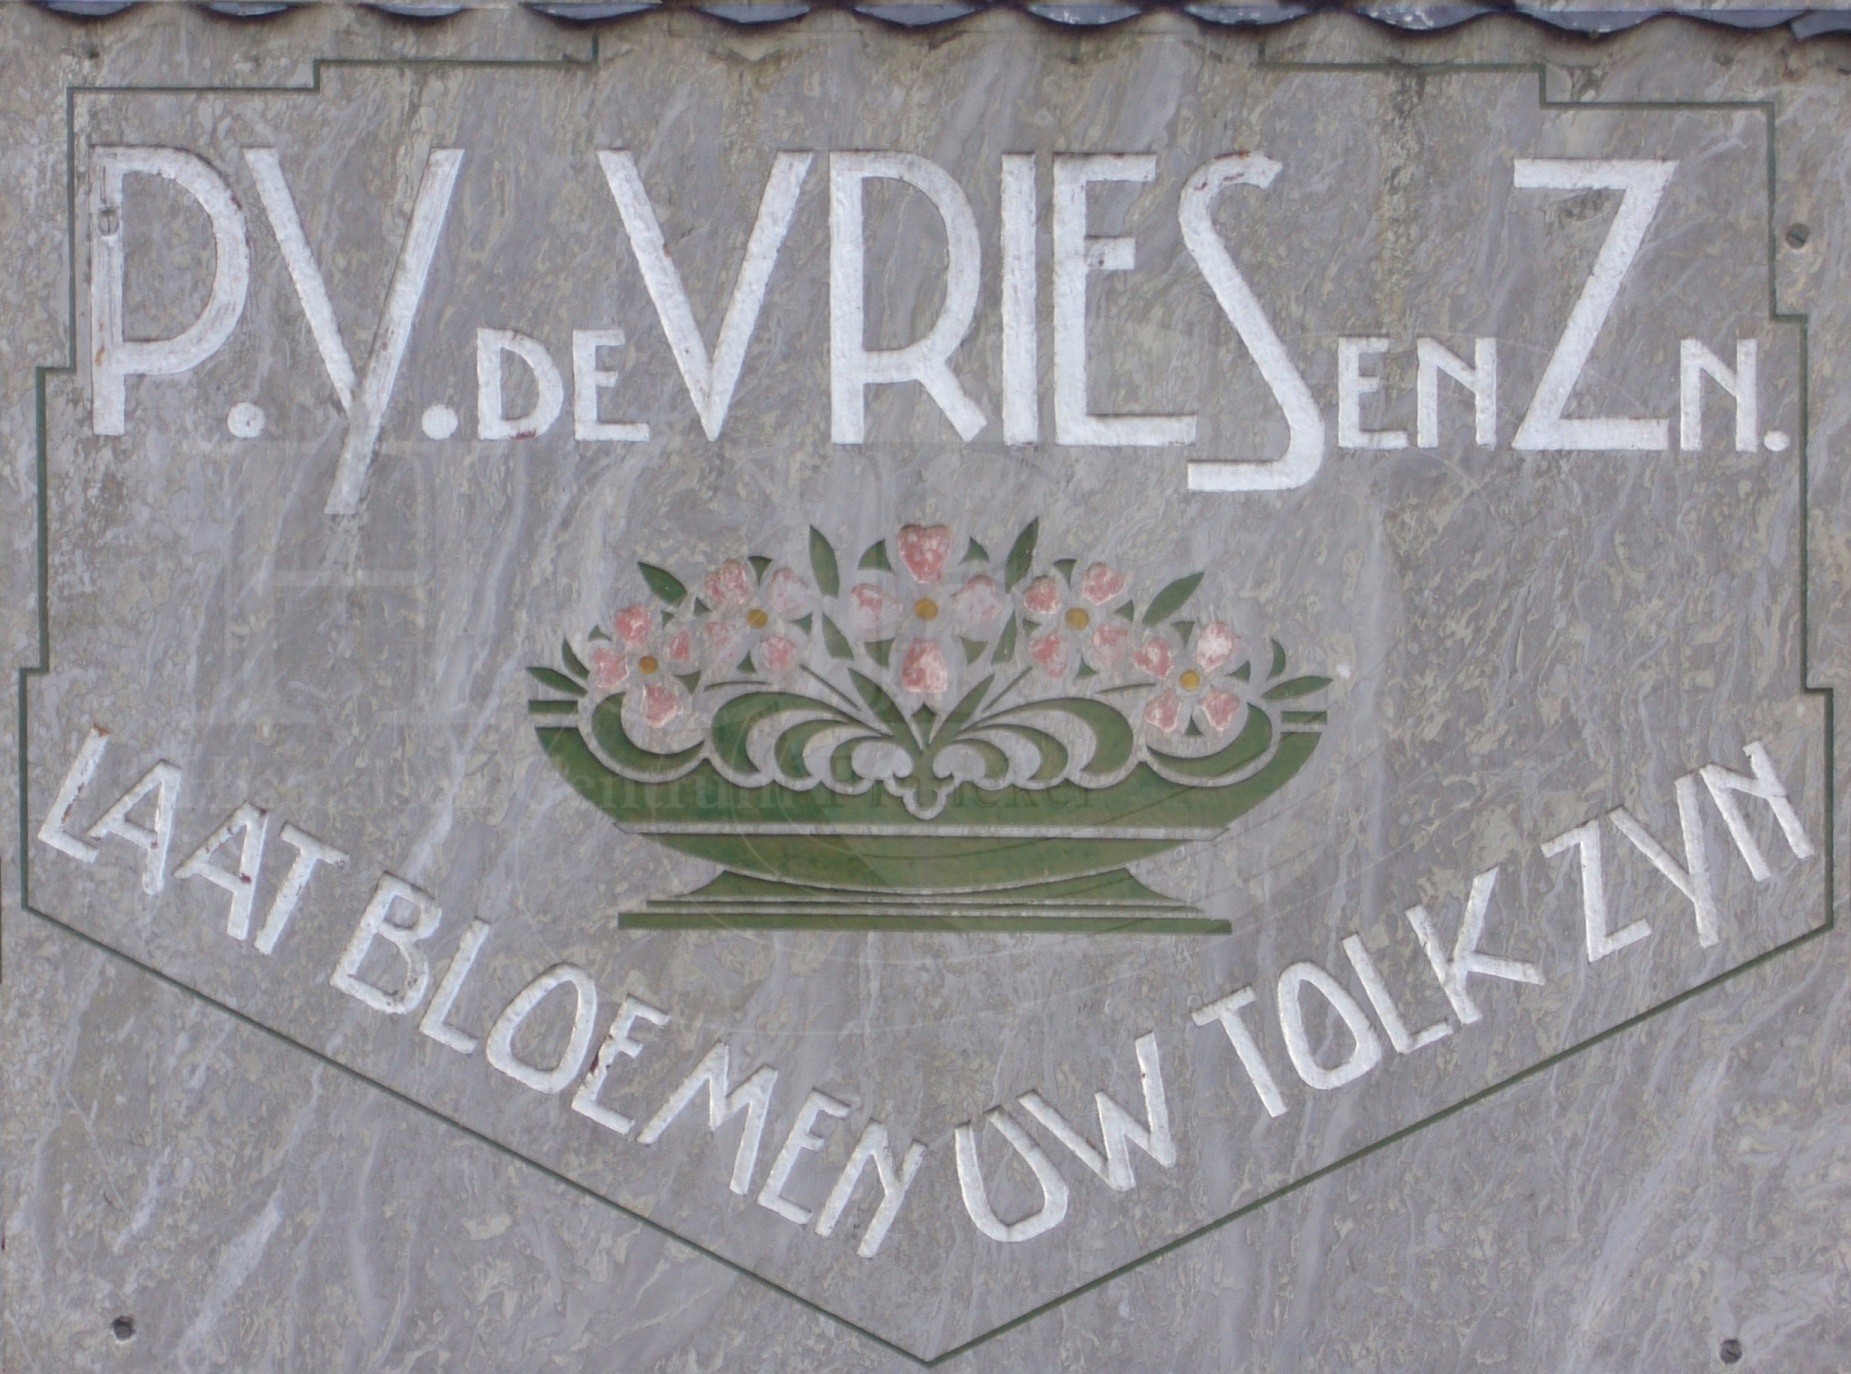 P.Y. DE VRIES EN ZN.
LAAT BLOEMEN UW TOLK ZYN